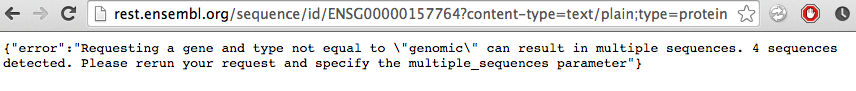 rest.ensembl.org/sequence/id/ENSG00000157764?content-type=text/plain;type=protein
{"error":"Requesting a gene and type not equal to \"genomic\" can result in multiple sequences. 4 sequences
detected. Please rerun your request and specify the multiple_sequences parameter"}